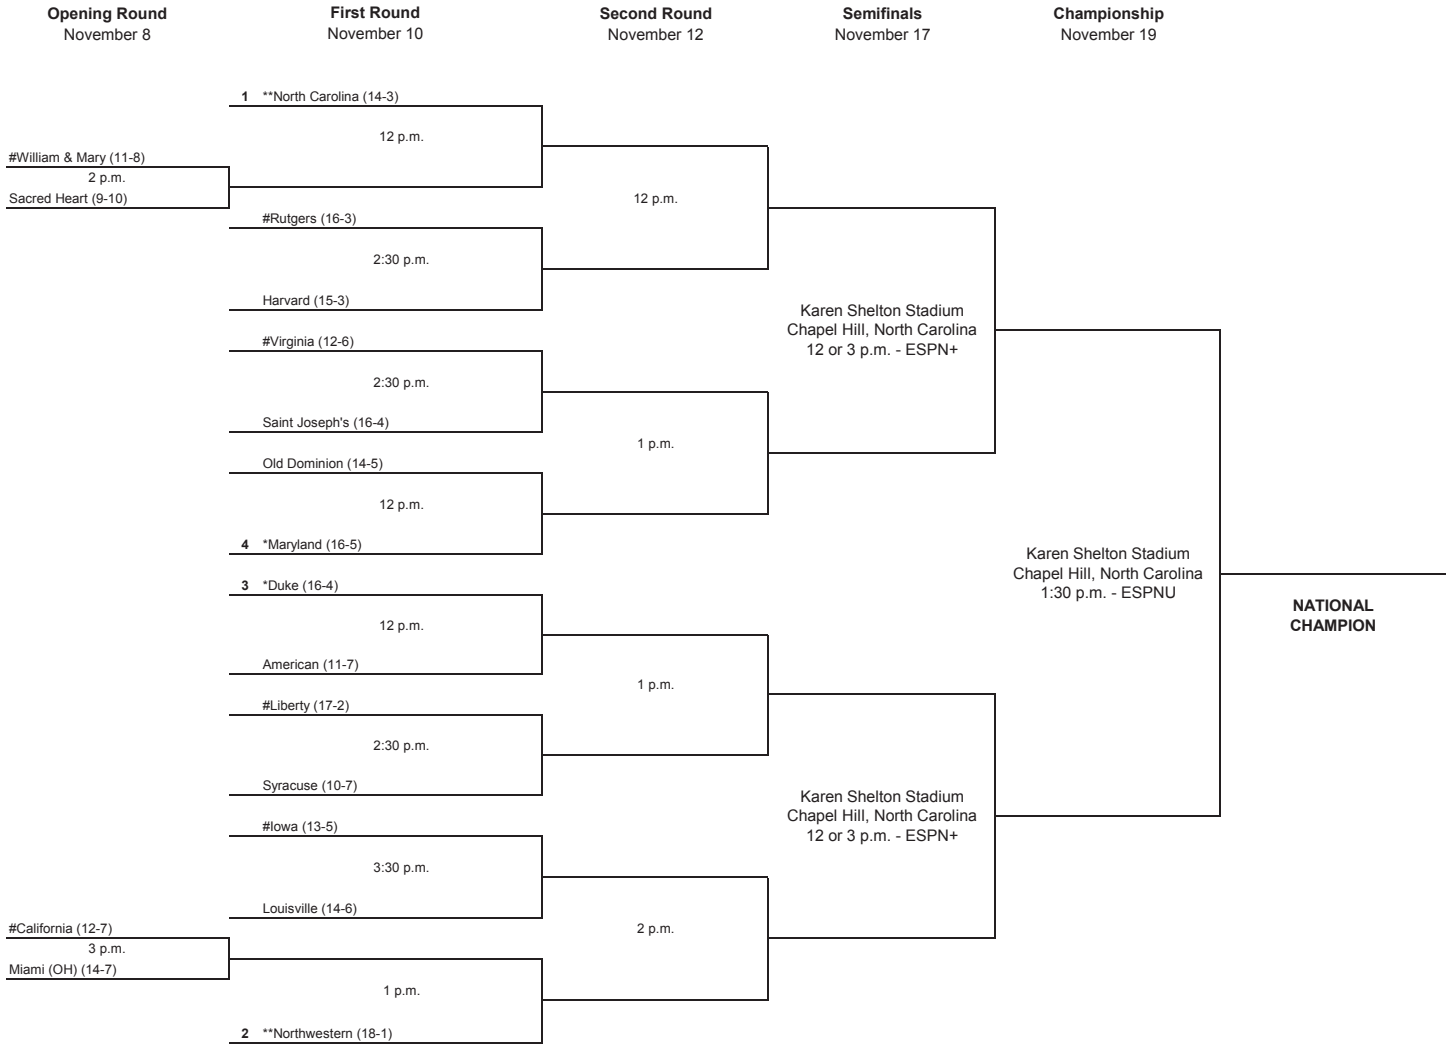 Opening Round
November 8
First Round
November 10
Second Round
November 12
Semifinals
November 17
Championship
November 19
1 **North Carolina (14-3)
12 p.m.
#William & Mary (11-8)
2 p.m.
Sacred Heart (9-10)
12 p.m.
#Rutgers (16-3)
2:30 p.m.
Harvard (15-3)
Karen Shelton Stadium
Chapel Hill, North Carolina
12 or 3 p.m. - ESPN+
#Virginia (12-6)
2:30 p.m.
Saint Joseph's (16-4)
1 p.m.
Old Dominion (14-5)
12 p.m.
4 *Maryland (16-5)
Karen Shelton Stadium
Chapel Hill, North Carolina
1:30 p.m. - ESPNU
NATIONAL
CHAMPION
3 *Duke (16-4)
12 p.m.
American (11-7)
1 p.m.
#Liberty (17-2)
2:30 p.m.
Syracuse (10-7)
Karen Shelton Stadium
Chapel Hill, North Carolina
12 or 3 p.m. - ESPN+
#Iowa (13-5)
3:30 p.m.
Louisville (14-6)
#California (12-7)
3 p.m.
Miami (OH) (14-7)
2 p.m.
1 p.m.
2 **Northwestern (18-1)